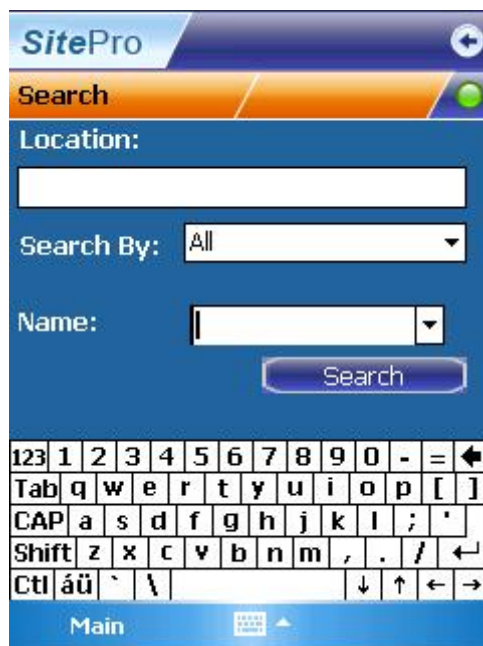 SitePro
Search
Location:
Search By: All
Name:
Search
123 1 2 3 4 5 6 7 8 9 0 - =
Tab q w e r t y u i o p [ ]
CAP a s d f g h j k l ; '
Shift z x c v b n m , . /
Ctl áü ` \
Main